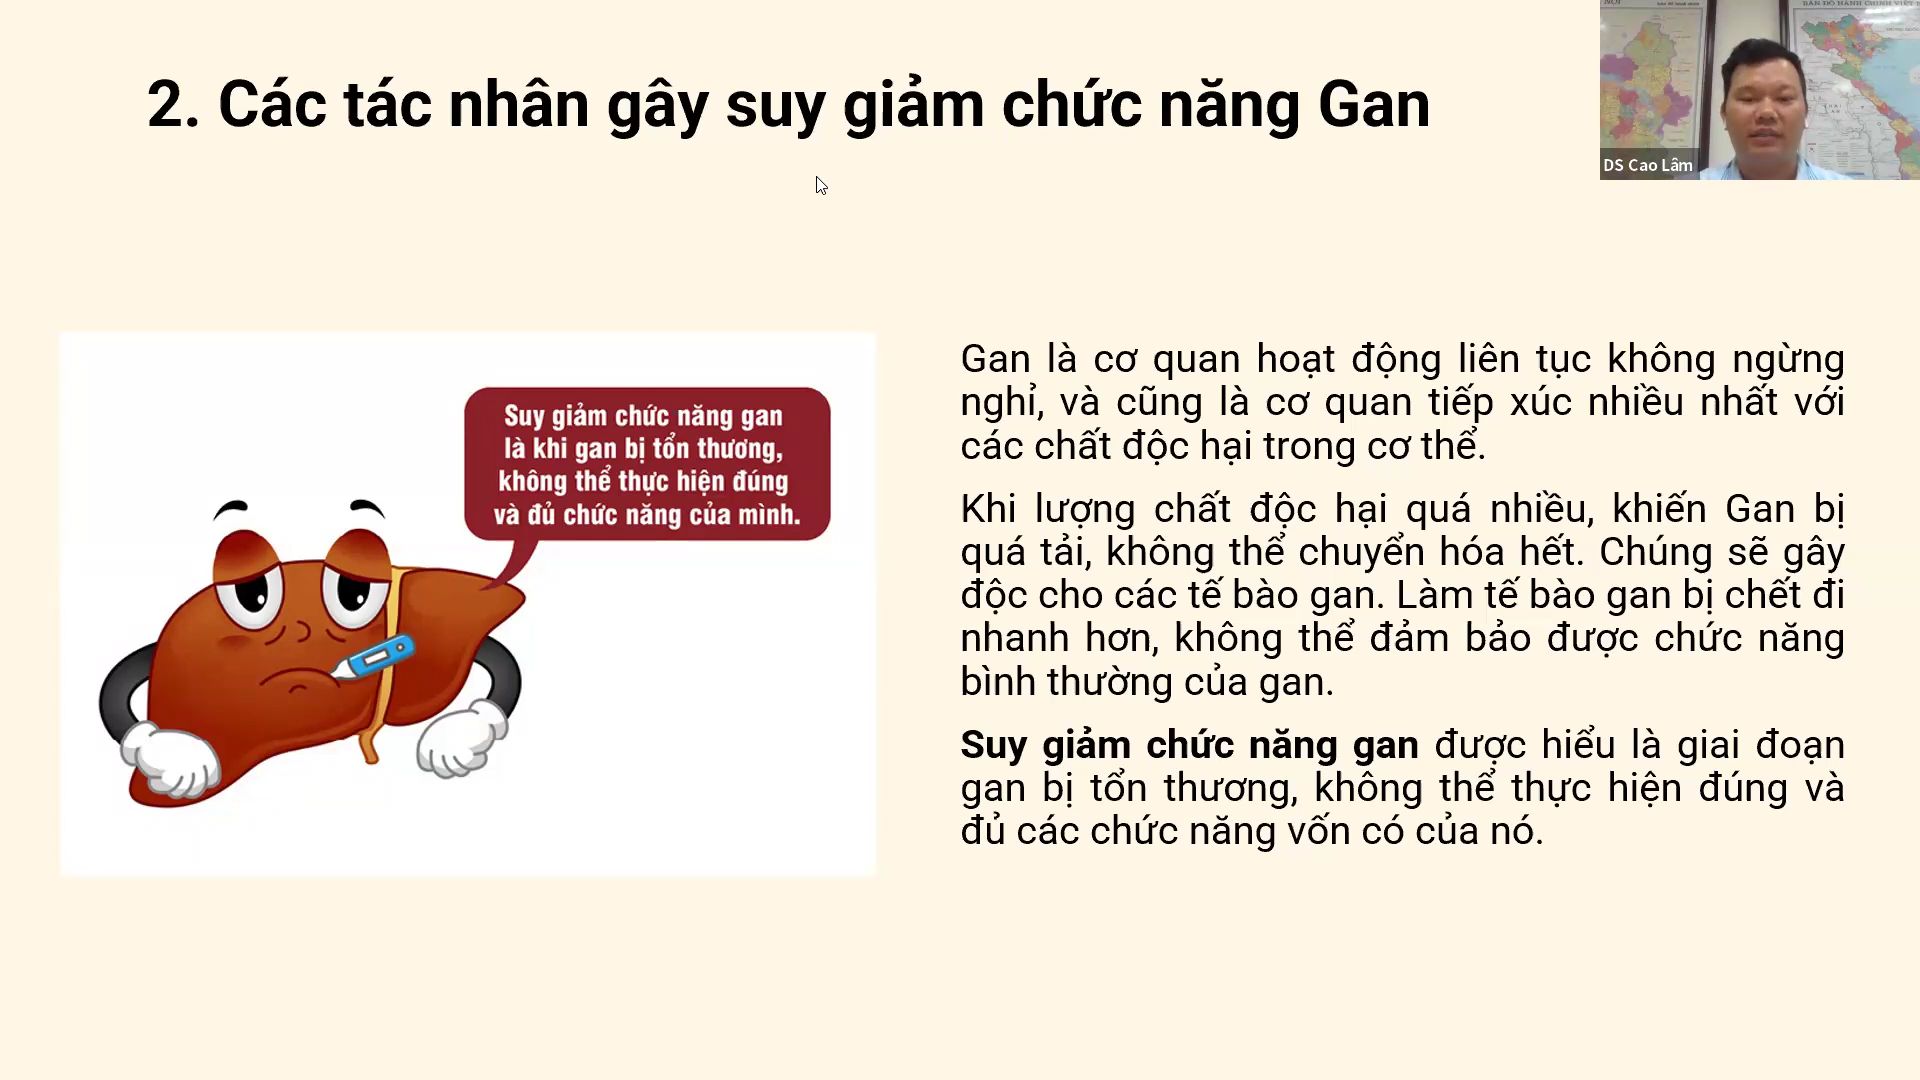 2. Các tác nhân gây suy giảm chức năng Gan
BẢN ĐỒ HÀNH CHÍNH VIỆT N
DS Cao Lâm
Suy giảm chức năng gan
là khi gan bị tổn thương,
không thể thực hiện đúng
và đủ chức năng của mình.
Gan là cơ quan hoạt động liên tục không ngừng
nghỉ, và cũng là cơ quan tiếp xúc nhiều nhất với
các chất độc hại trong cơ thể.
Khi lượng chất độc hại quá nhiều, khiến Gan bị
quá tải, không thể chuyển hóa hết. Chúng sẽ gây
độc cho các tế bào gan. Làm tế bào gan bị chết đi
nhanh hơn, không thể đảm bảo được chức năng
bình thường của gan.
Suy giảm chức năng gan được hiểu là giai đoạn
gan bị tổn thương, không thể thực hiện đúng và
đủ các chức năng vốn có của nó.